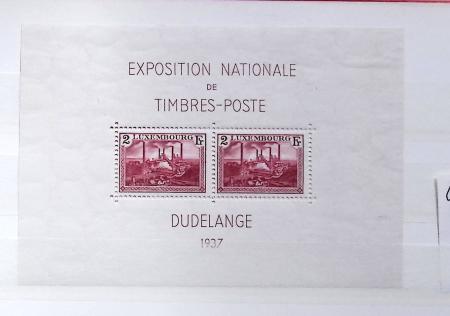 EXPOSITION NATIONALE
DE
TIMBRES-POSTE
2 LUXEMBOURG Fr
2 LUXEMBOURG Fr
DUDELANGE
1937